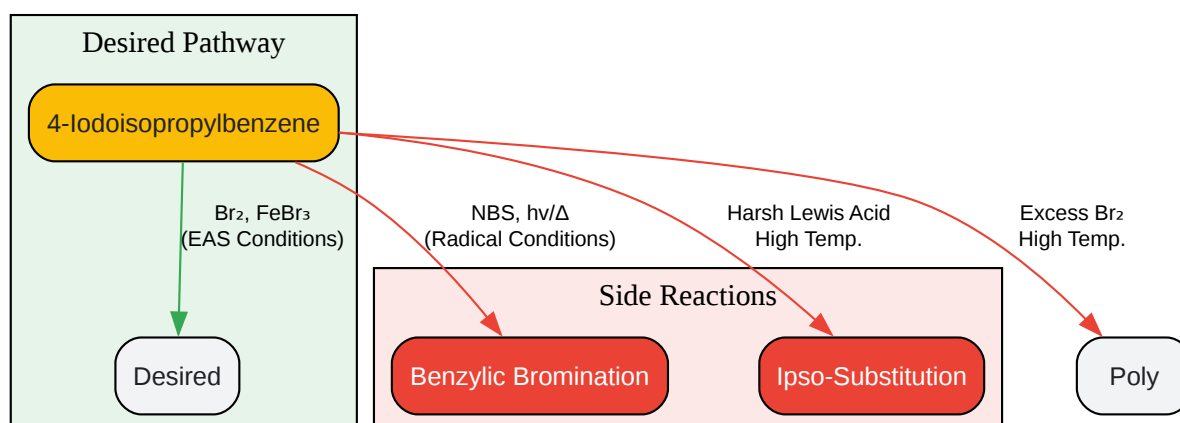 Desired Pathway
4-Iodoisopropylbenzene
Br₂, FeBr₃
(EAS Conditions)
NBS, hv/Δ
(Radical Conditions)
Harsh Lewis Acid
High Temp.
Excess Br₂
High Temp.
Side Reactions
Desired
Benzylic Bromination
Ipso-Substitution
Poly